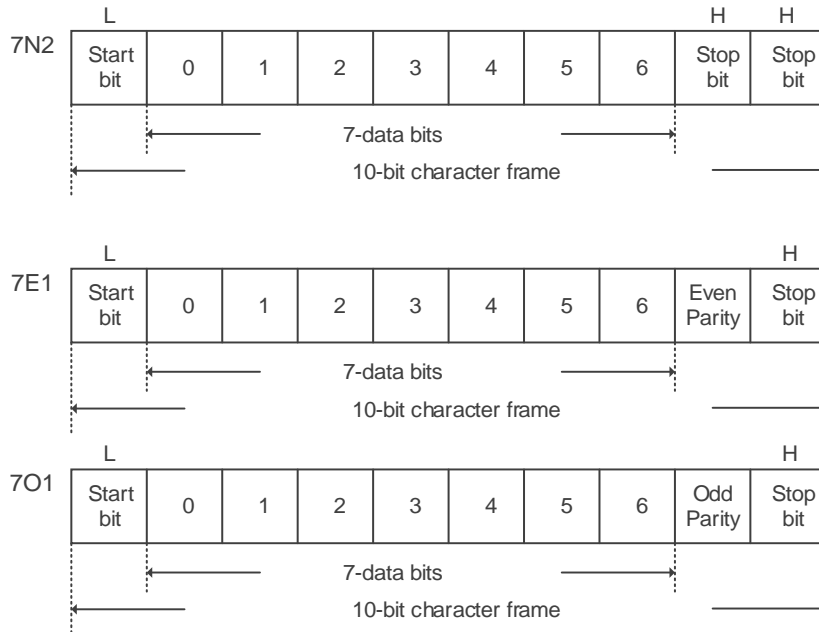 L H H
7N2 Start bit 0 1 2 3 4 5 6 Stop bit Stop bit
7-data bits
10-bit character frame
L H
7E1 Start bit 0 1 2 3 4 5 6 Even Parity Stop bit
7-data bits
10-bit character frame
L H
7O1 Start bit 0 1 2 3 4 5 6 Odd Parity Stop bit
7-data bits
10-bit character frame